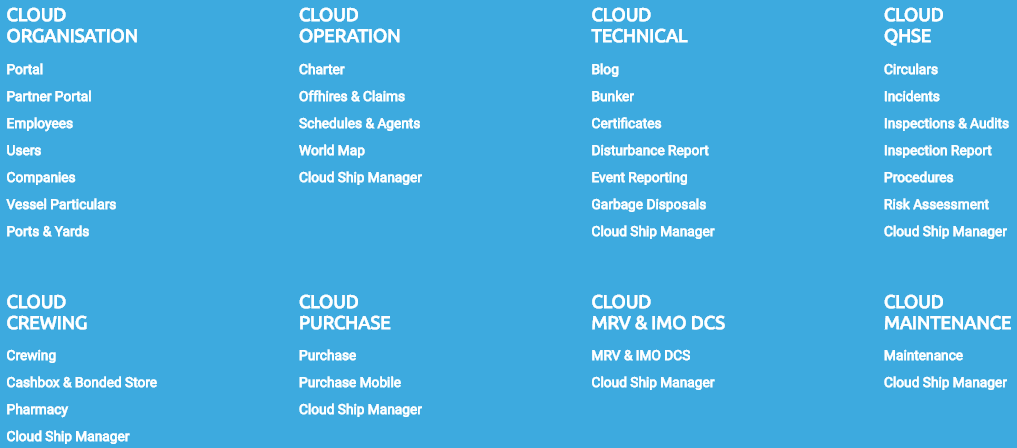 CLOUD
ORGANISATION
Portal
Partner Portal
Employees
Users
Companies
Vessel Particulars
Ports & Yards
CLOUD
OPERATION
Charter
Offhires & Claims
Schedules & Agents
World Map
Cloud Ship Manager
CLOUD
TECHNICAL
Blog
Bunker
Certificates
Disturbance Report
Event Reporting
Garbage Disposals
Cloud Ship Manager
CLOUD
QHSE
Circulars
Incidents
Inspections & Audits
Inspection Report
Procedures
Risk Assessment
Cloud Ship Manager
CLOUD
CREWING
Crewing
Cashbox & Bonded Store
Pharmacy
Cloud Ship Manager
CLOUD
PURCHASE
Purchase
Purchase Mobile
Cloud Ship Manager
CLOUD
MRV & IMO DCS
MRV & IMO DCS
Cloud Ship Manager
CLOUD
MAINTENANCE
Maintenance
Cloud Ship Manager